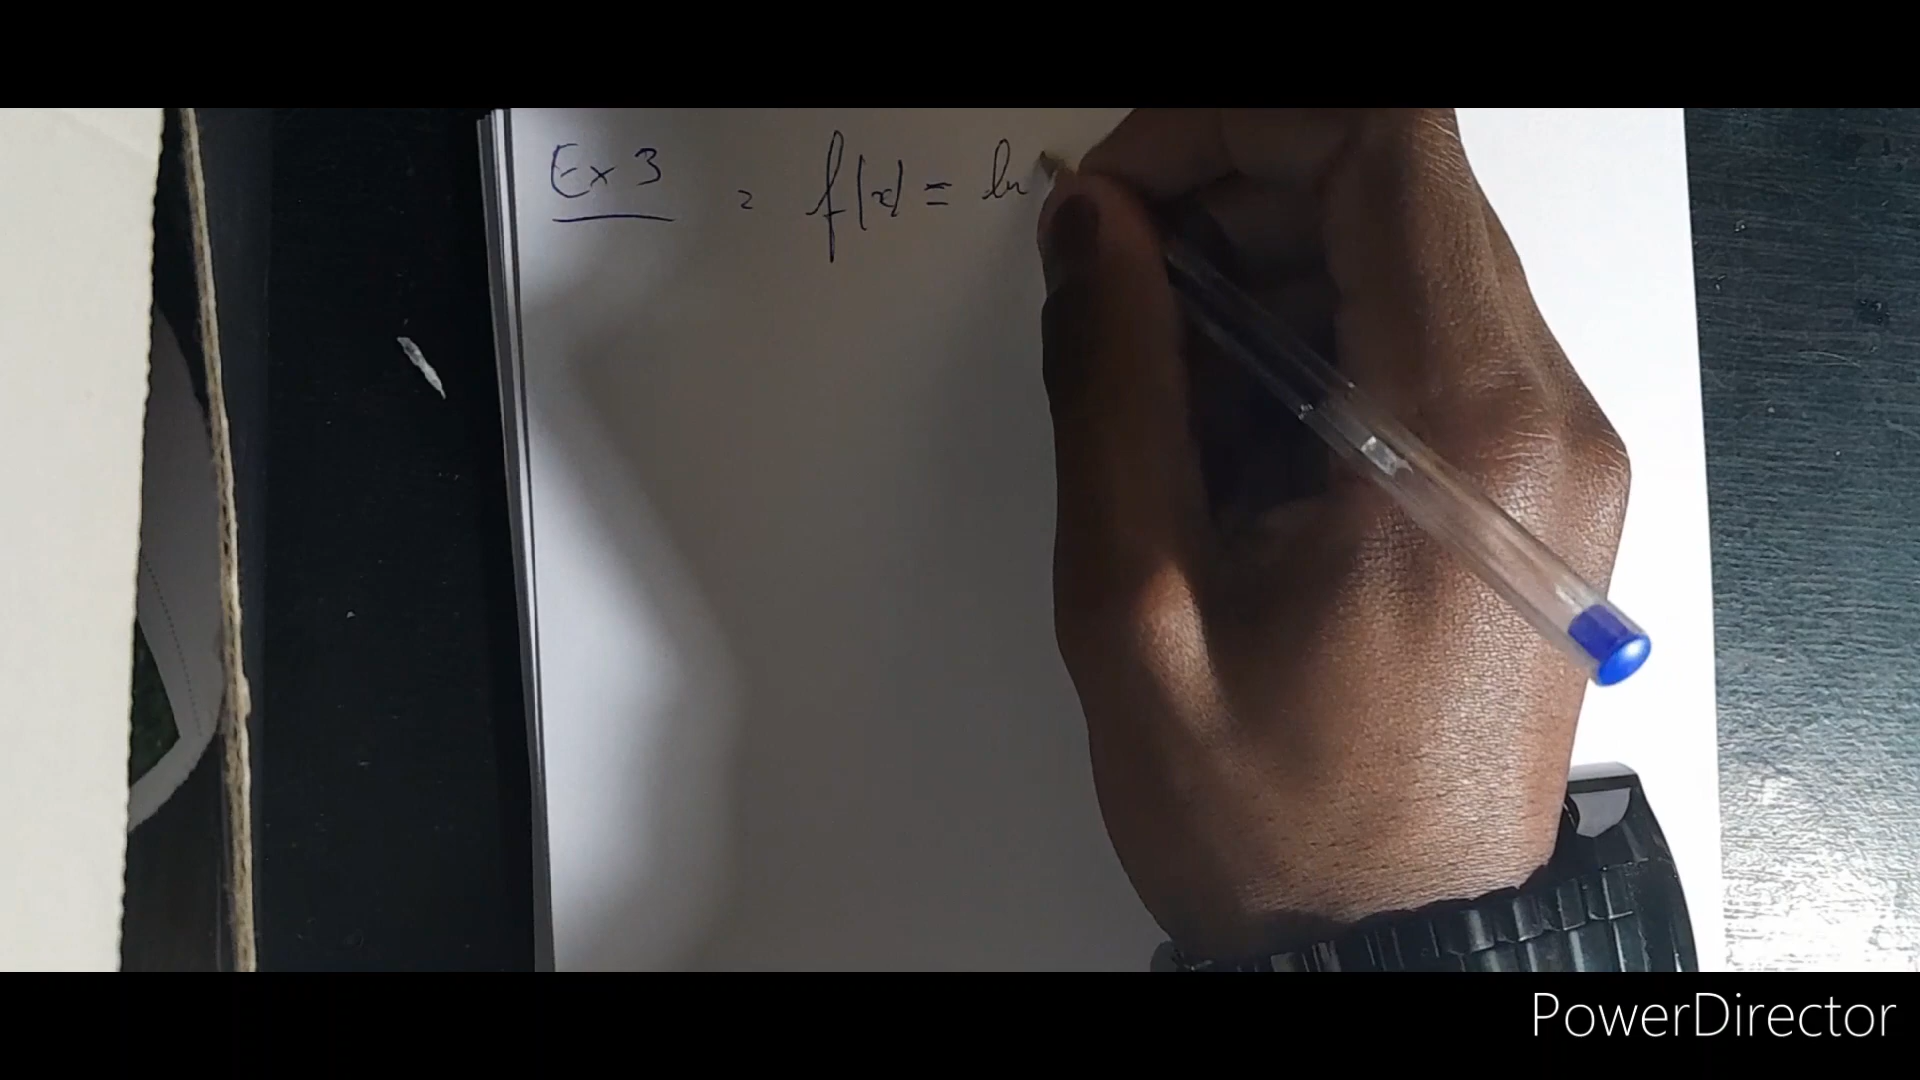 Ex 3 : f(x) = ln
PowerDirector